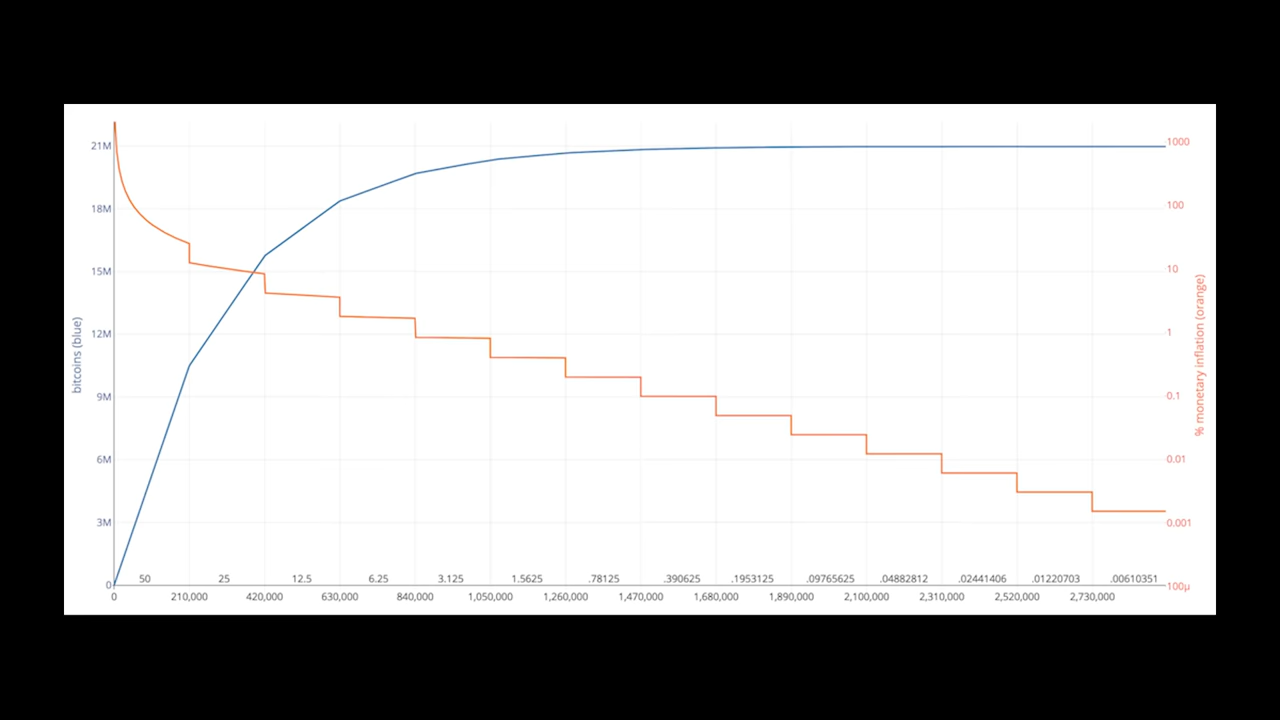 21M
18M
15M
12M
9M
6M
3M
0
bitcoins (blue)
1000
100
10
1
0.1
0.01
0.001
100µ
% monetary inflation (orange)
50 25 12.5 6.25 3.125 1.5625 .78125 .390625 .1953125 .09765625 .04882812 .02441406 .01220703 .00610351
0 210,000 420,000 630,000 840,000 1,050,000 1,260,000 1,470,000 1,680,000 1,890,000 2,100,000 2,310,000 2,520,000 2,730,000